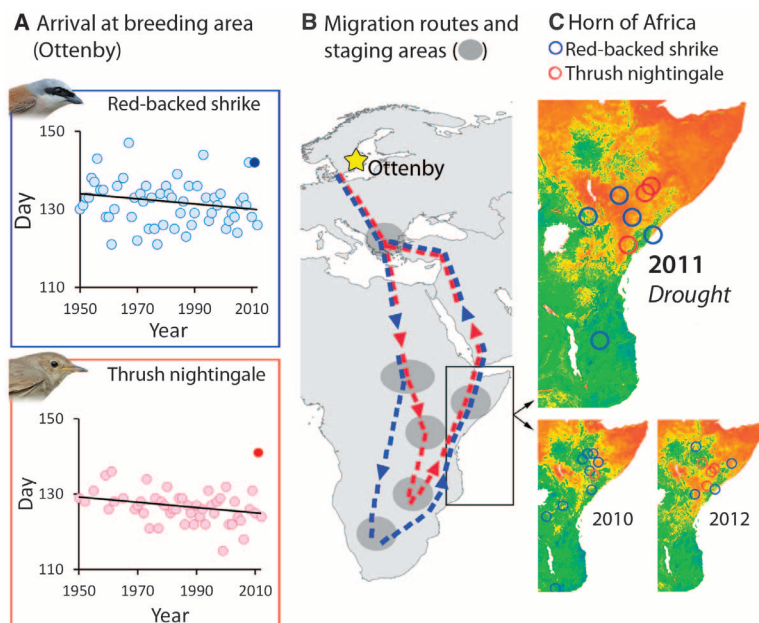 A Arrival at breeding area
(Ottenby)
Red-backed shrike
150
130
110
Day
1950
1970
1990
2010
Year
Thrush nightingale
150
130
110
Day
1950
1970
1990
2010
Year
B Migration routes and
staging areas ( )
Ottenby
C Horn of Africa
Red-backed shrike
Thrush nightingale
2011
Drought
2010
2012